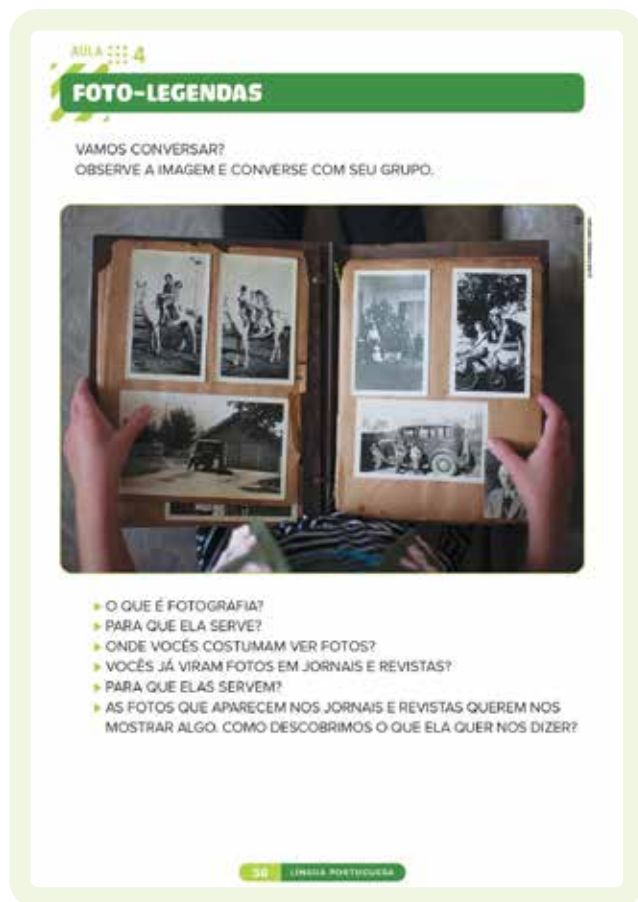 AULA 4
FOTO-LEGENDAS
VAMOS CONVERSAR?
OBSERVE A IMAGEM E CONVERSE COM SEU GRUPO.
O QUE É FOTOGRAFIA?
PARA QUE ELA SERVE?
ONDE VOCÊS COSTUMAM VER FOTOS?
VOCÊS JÁ VIRAM FOTOS EM JORNAIS E REVISTAS?
PARA QUE ELAS SERVEM?
AS FOTOS QUE APARECEM NOS JORNAIS E REVISTAS QUEREM NOS
MOSTRAR ALGO. COMO DESCOBRIMOS O QUE ELA QUER NOS DIZER?
LÍNGUA PORTUGUESA